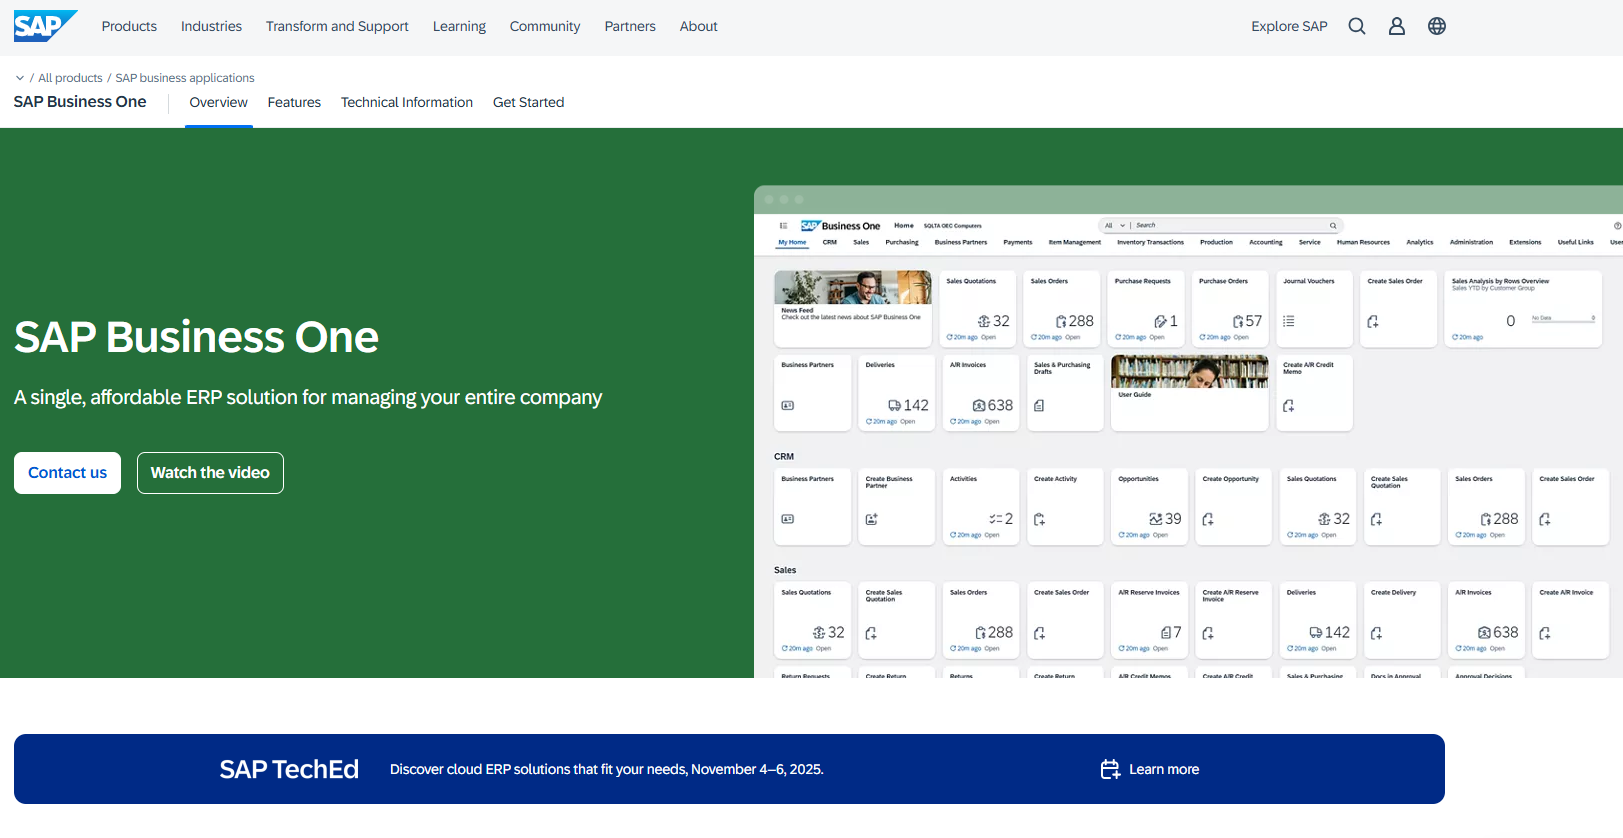 SAP
Products Industries Transform and Support Learning Community Partners About Explore SAP
/ All products / SAP business applications
SAP Business One Overview Features Technical Information Get Started
SAP Business One
A single, affordable ERP solution for managing your entire company
Contact us Watch the video
SAP Business One Home SQLTA OEC Computers All Search
My Home CRM Sales Purchasing Business Partners Payments Item Management Inventory Transactions Production Accounting Service Human Resources Analytics Administration Extensions Useful Links
News Feed
Check out the latest news about SAP Business One
Sales Quotations
32
20m ago Open
Sales Orders
288
20m ago Open
Purchase Requests
1
20m ago Open
Purchase Orders
57
20m ago Open
Journal Vouchers
Create Sales Order
Sales Analysis by Rows Overview
Sales YTD by Customer Group
0 No Data 0
20m ago
Business Partners
Deliveries
142
20m ago Open
A/R Invoices
638
20m ago Open
Sales & Purchasing
Drafts
User Guide
Create A/R Credit
Memo
CRM
Business Partners
Create Business
Partner
Activities
2
20m ago Open
Create Activity
Opportunities
39
20m ago Open
Create Opportunity
Sales Quotations
32
20m ago Open
Create Sales
Quotation
Sales Orders
288
20m ago Open
Create Sales Order
Sales
Sales Quotations
32
20m ago Open
Create Sales
Quotation
Sales Orders
288
20m ago Open
Create Sales Order
A/R Reserve Invoices
7
20m ago Open
Create A/R Reserve
Invoice
Deliveries
142
20m ago Open
Create Delivery
A/R Invoices
638
20m ago Open
Create A/R Invoice
Return Requests Create Return Returns Create Return A/R Credit Memos Create A/R Credit Sales & Purchasing Docs in Approval Approval Decisions
SAP TechEd Discover cloud ERP solutions that fit your needs, November 4–6, 2025. Learn more